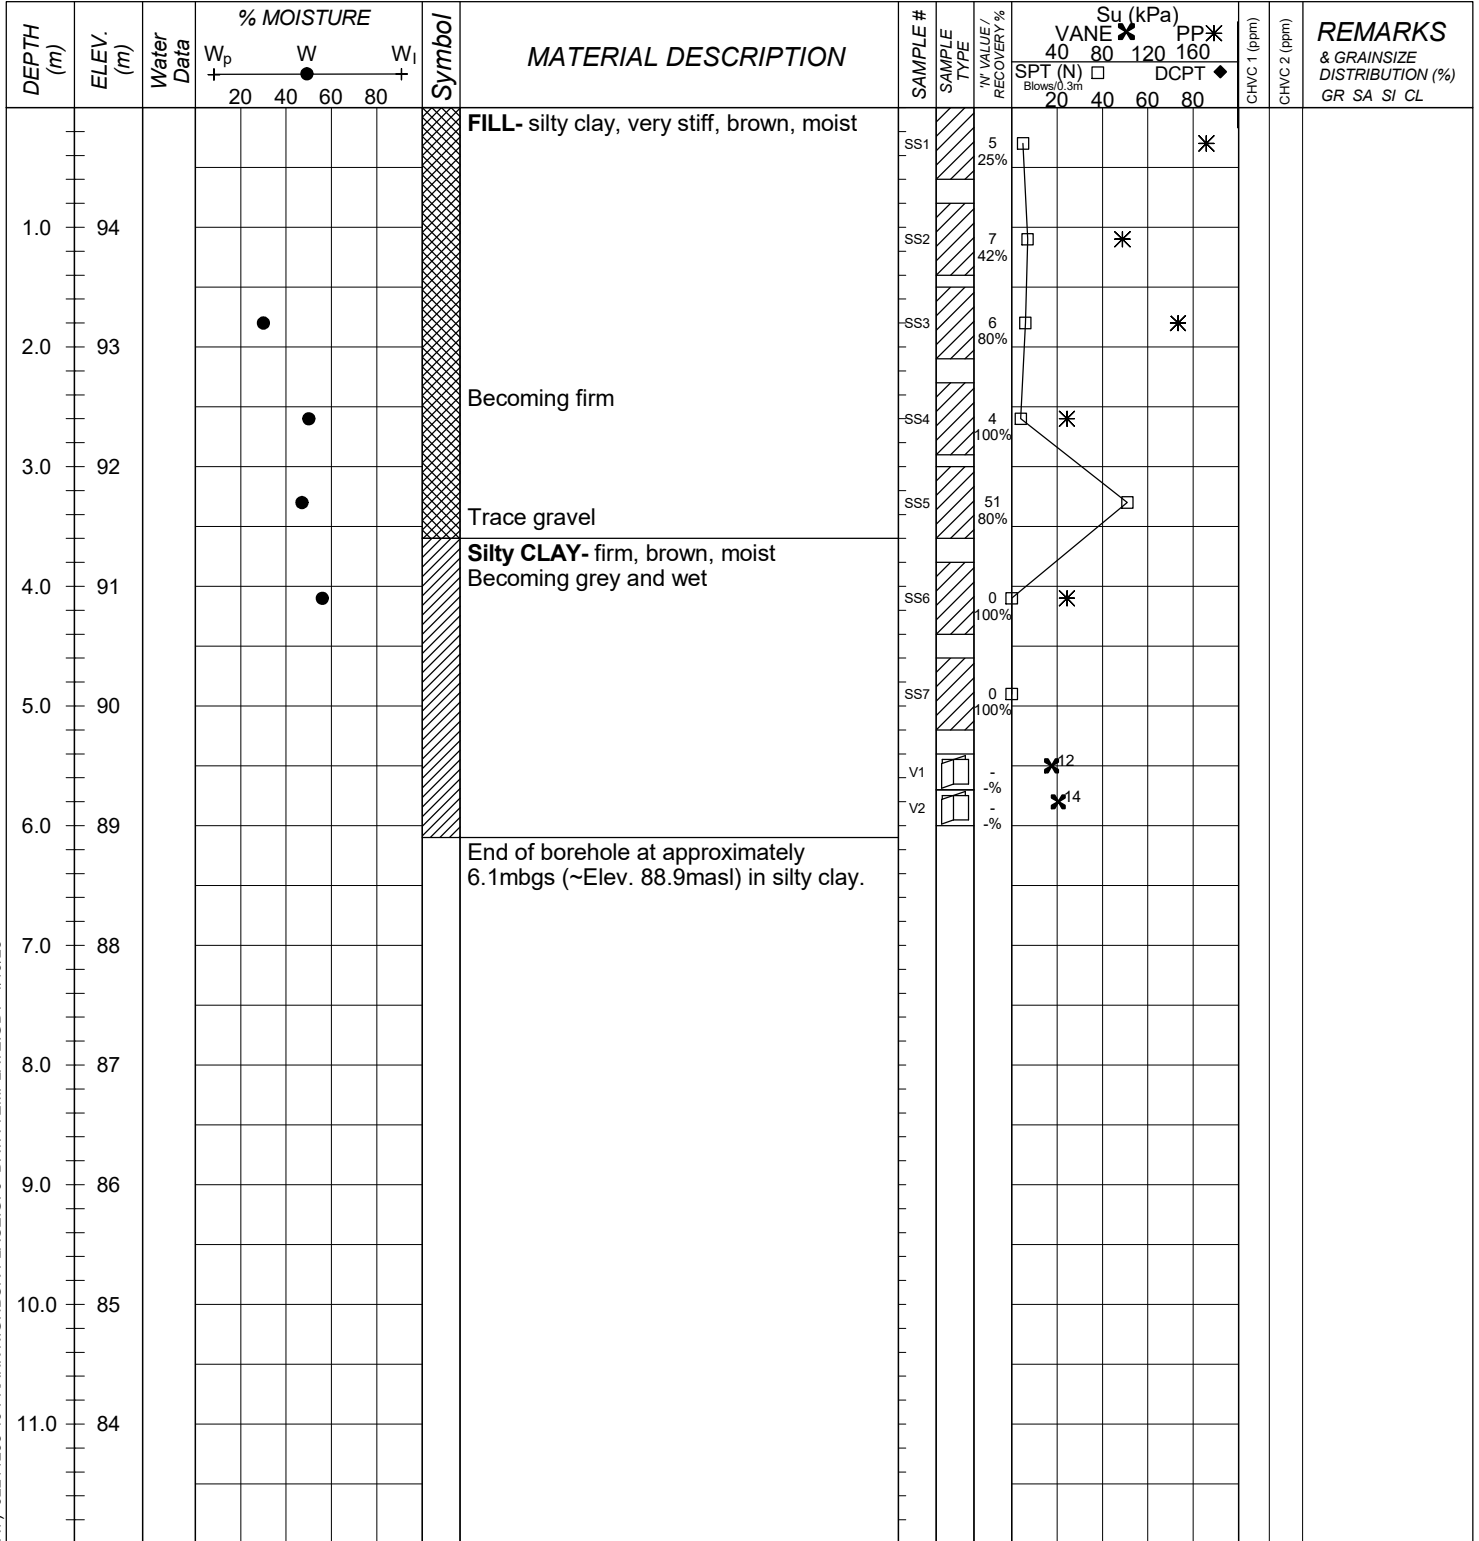 DEPTH (m)
ELEV. (m)
Water Data
% MOISTURE
Wp W Wl
20 40 60 80
Symbol
MATERIAL DESCRIPTION
SAMPLE #
SAMPLE TYPE
'N' VALUE / RECOVERY %
Su (kPa)
VANE PP
40 80 120 160
SPT (N) DCPT
Blows/0.3m
20 40 60 80
CHVC 1 (ppm)
CHVC 2 (ppm)
REMARKS
& GRAINSIZE
DISTRIBUTION (%)
GR SA SI CL
FILL- silty clay, very stiff, brown, moist
SS1 5
25%
1.0 94 SS2 7
42%
SS3 6
80%
2.0 93
Becoming firm
SS4 4
100%
3.0 92
SS5 51
80%
Trace gravel
Silty CLAY- firm, brown, moist
Becoming grey and wet
4.0 91 SS6 0
100%
SS7 0
5.0 90 100%
V1 - 12
-%
V2 - 14
-%
6.0 89
End of borehole at approximately
6.1mbgs (~Elev. 88.9masl) in silty clay.
7.0 88
8.0 87
9.0 86
10.0 85
11.0 84